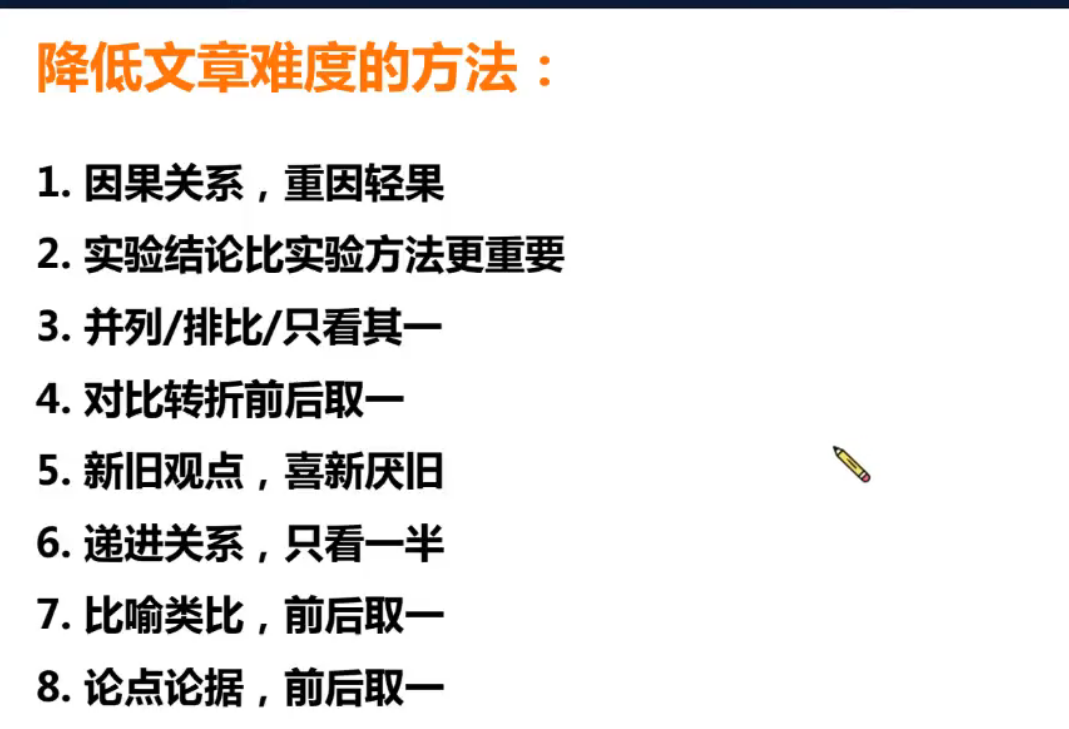 降低文章难度的方法：
1. 因果关系，重因轻果
2. 实验结论比实验方法更重要
3. 并列/排比/只看其一
4. 对比转折前后取一
5. 新旧观点，喜新厌旧
6. 递进关系，只看一半
7. 比喻类比，前后取一
8. 论点论据，前后取一